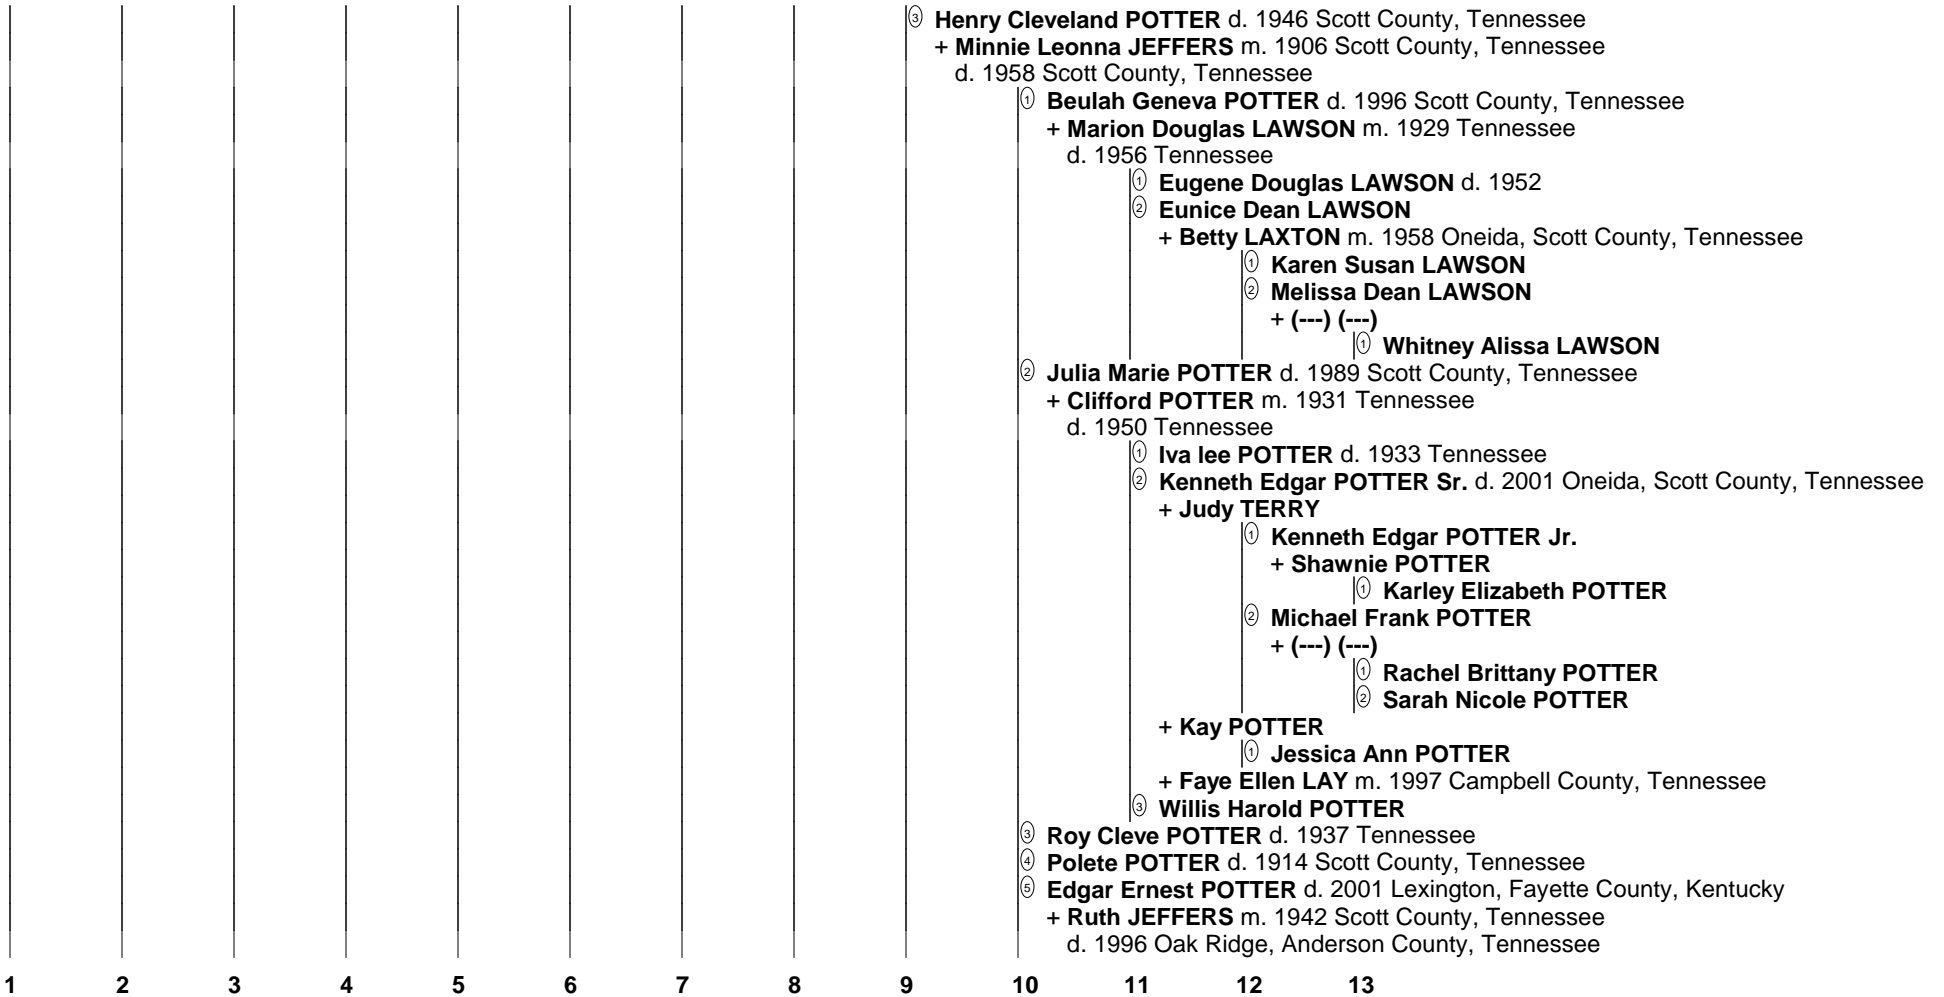 ③ Henry Cleveland POTTER d. 1946 Scott County, Tennessee
+ Minnie Leonna JEFFERS m. 1906 Scott County, Tennessee
d. 1958 Scott County, Tennessee
① Beulah Geneva POTTER d. 1996 Scott County, Tennessee
+ Marion Douglas LAWSON m. 1929 Tennessee
d. 1956 Tennessee
① Eugene Douglas LAWSON d. 1952
② Eunice Dean LAWSON
+ Betty LAXTON m. 1958 Oneida, Scott County, Tennessee
① Karen Susan LAWSON
② Melissa Dean LAWSON
+ (---) (---)
① Whitney Alissa LAWSON
② Julia Marie POTTER d. 1989 Scott County, Tennessee
+ Clifford POTTER m. 1931 Tennessee
d. 1950 Tennessee
① Iva lee POTTER d. 1933 Tennessee
② Kenneth Edgar POTTER Sr. d. 2001 Oneida, Scott County, Tennessee
+ Judy TERRY
① Kenneth Edgar POTTER Jr.
+ Shawnie POTTER
① Karley Elizabeth POTTER
② Michael Frank POTTER
+ (---) (---)
① Rachel Brittany POTTER
② Sarah Nicole POTTER
+ Kay POTTER
① Jessica Ann POTTER
+ Faye Ellen LAY m. 1997 Campbell County, Tennessee
③ Willis Harold POTTER
③ Roy Cleve POTTER d. 1937 Tennessee
④ Polete POTTER d. 1914 Scott County, Tennessee
⑤ Edgar Ernest POTTER d. 2001 Lexington, Fayette County, Kentucky
+ Ruth JEFFERS m. 1942 Scott County, Tennessee
d. 1996 Oak Ridge, Anderson County, Tennessee
1 2 3 4 5 6 7 8 9 10 11 12 13